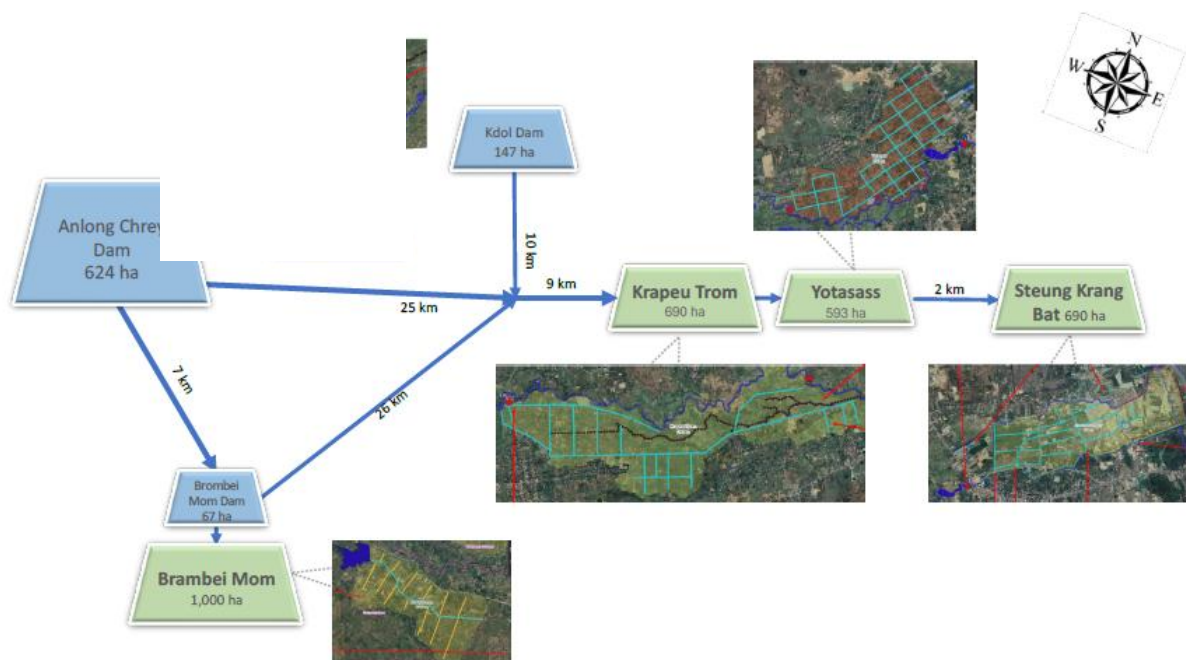 N
W
E
S
Kdol Dam
147 ha
Anlong Chrey
Dam
624 ha
10 km
25 km
9 km
Krapeu Trom
690 ha
Yotasass
593 ha
2 km
Steung Krang
Bat 690 ha
7 km
26 km
Brombei
Mom Dam
67 ha
Brambei Mom
1,000 ha